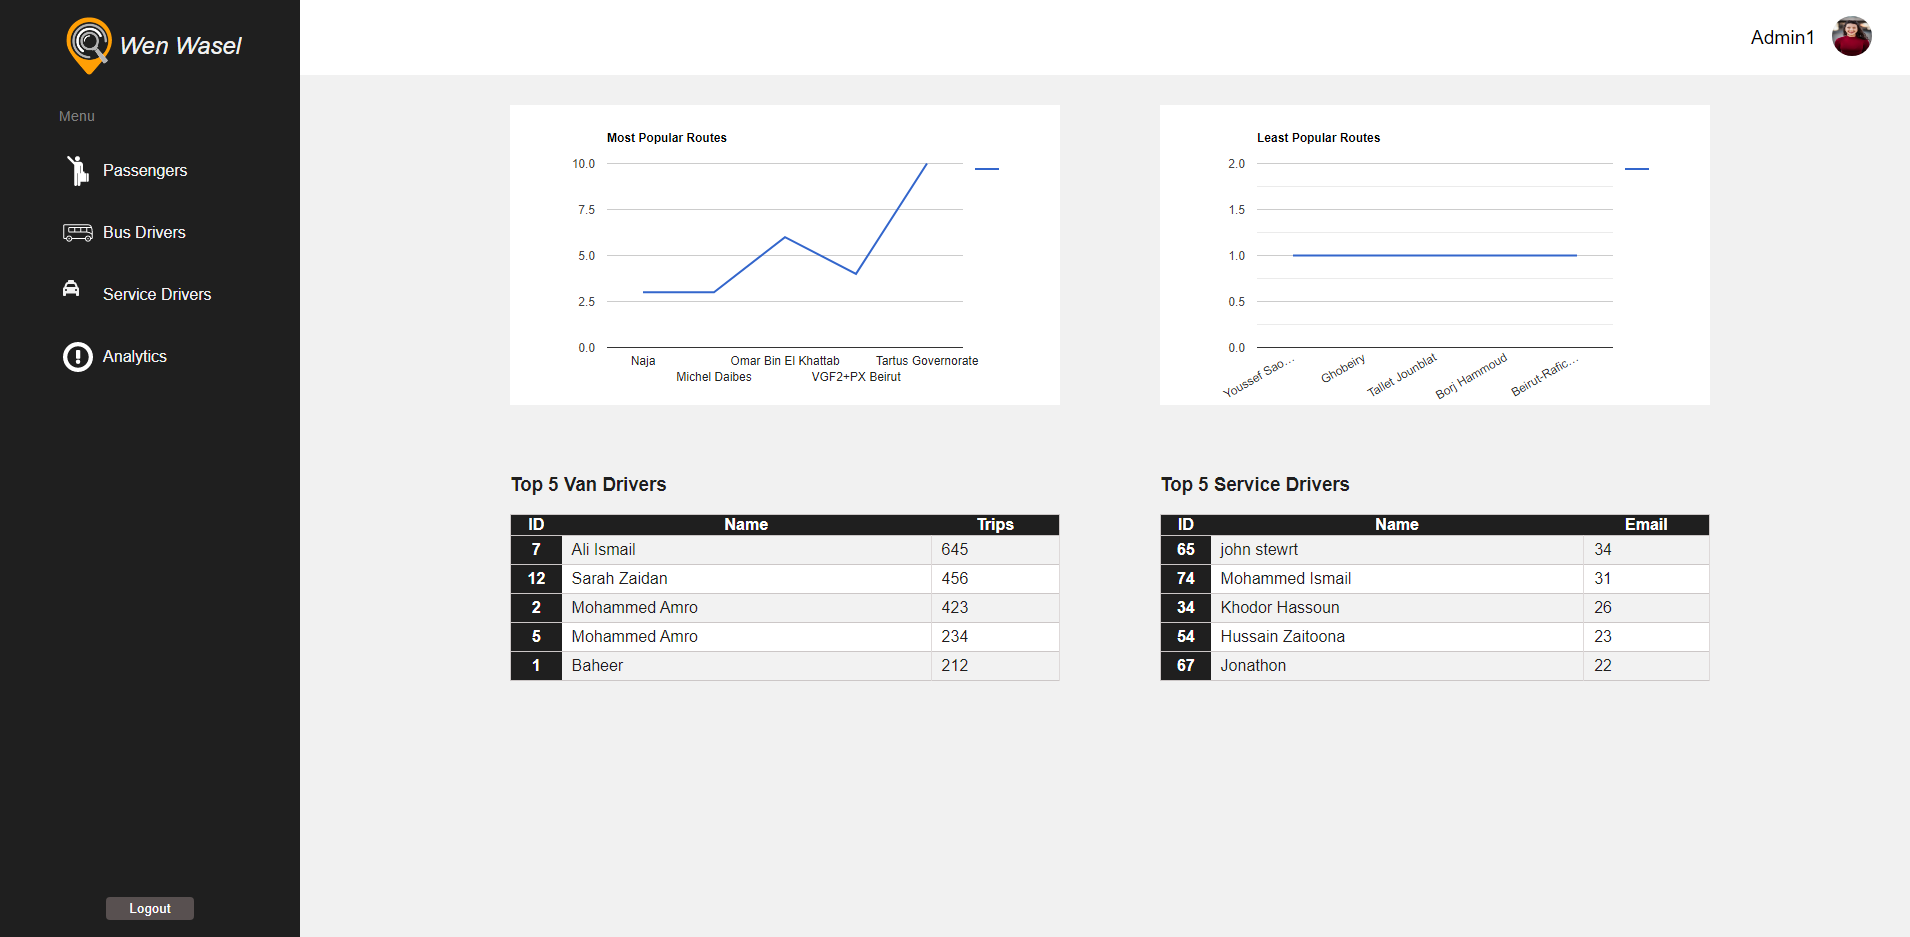 Wen Wasel
Menu
Passengers
Bus Drivers
Service Drivers
Analytics
Logout
Admin1
Most Popular Routes
10.0
7.5
5.0
2.5
0.0
Naja
Michel Daibes
Omar Bin El Khattab
VGF2+PX Beirut
Tartus Governorate
Least Popular Routes
2.0
1.5
1.0
0.5
0.0
Youssef Sao...
Ghobeiry
Tallet Jounblat
Borj Hammoud
Beirut-Rafic...
Top 5 Van Drivers
ID Name Trips
7 Ali Ismail 645
12 Sarah Zaidan 456
2 Mohammed Amro 423
5 Mohammed Amro 234
1 Baheer 212
Top 5 Service Drivers
ID Name Email
65 john stewrt 34
74 Mohammed Ismail 31
34 Khodor Hassoun 26
54 Hussain Zaitoona 23
67 Jonathon 22